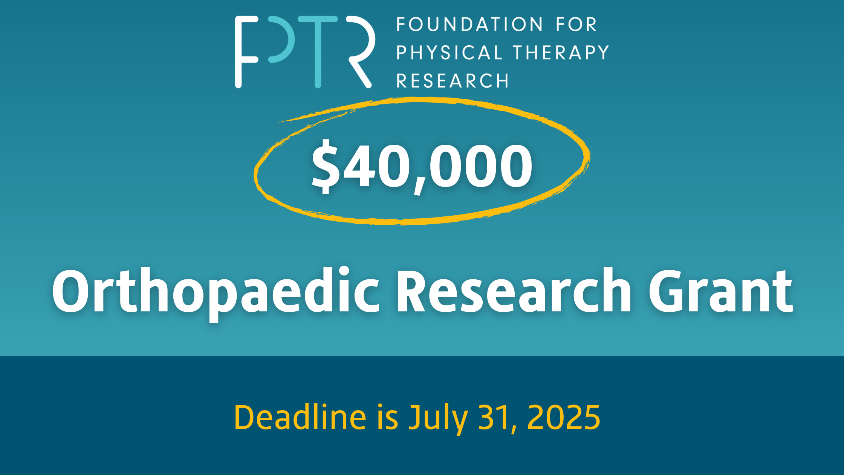 FPTR
FOUNDATION FOR
PHYSICAL THERAPY
RESEARCH
$40,000
Orthopaedic Research Grant
Deadline is July 31, 2025